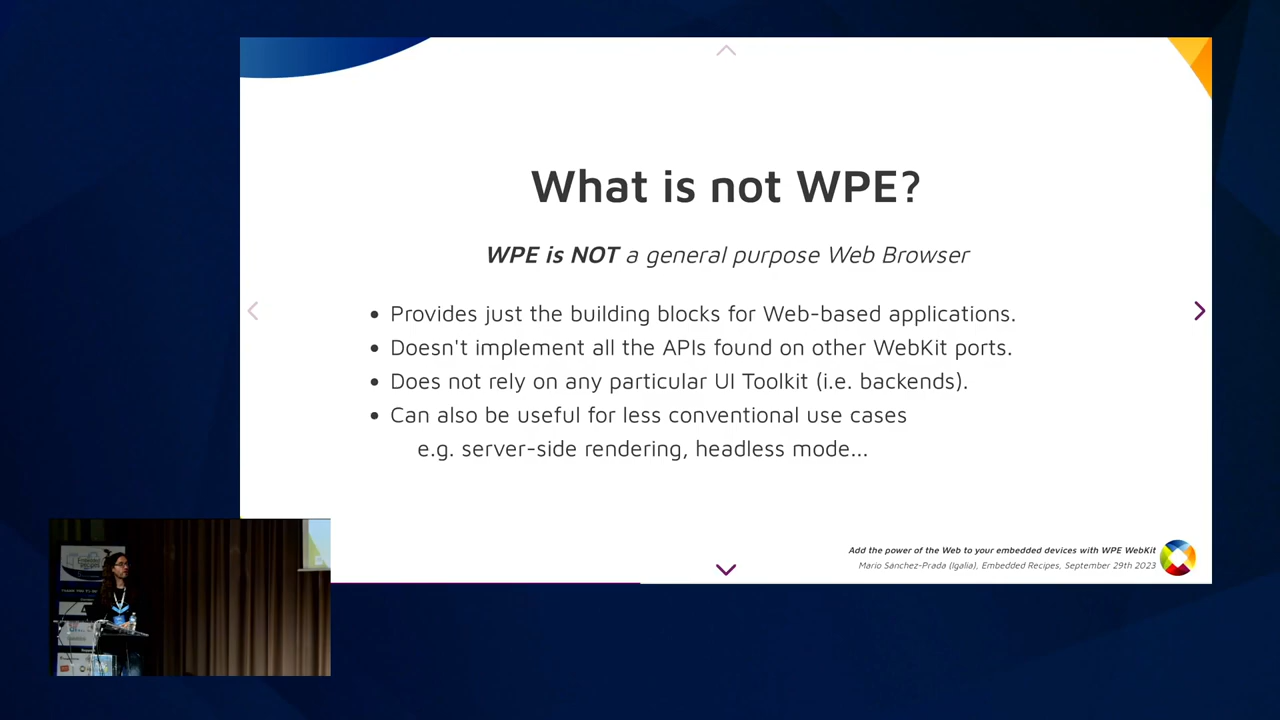 What is not WPE?
WPE is NOT a general purpose Web Browser
Provides just the building blocks for Web-based applications.
Doesn't implement all the APIs found on other WebKit ports.
Does not rely on any particular UI Toolkit (i.e. backends).
Can also be useful for less conventional use cases
e.g. server-side rendering, headless mode...
Add the power of the Web to your embedded devices with WPE WebKit
Mario Sánchez-Prada (Igalia), Embedded Recipes, September 29th 2023